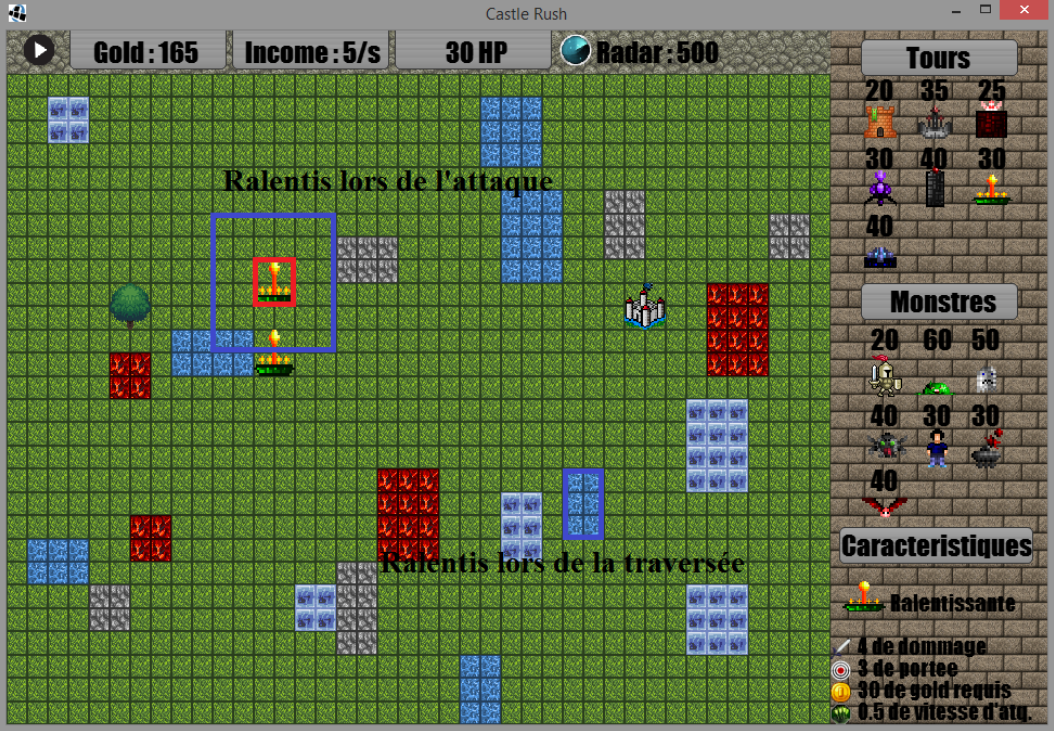 Castle Rush
Gold : 165
Income : 5/s
30 HP
Radar : 500
Tours
20 35 25
30 40 30
40
Ralentis lors de l'attaque
Monstres
20 60 50
40 30 30
40
Ralentis lors de la traversée
Caracteristiques
Ralentissante
4 de dommage
3 de portee
30 de gold requis
0.5 de vitesse d'atq.